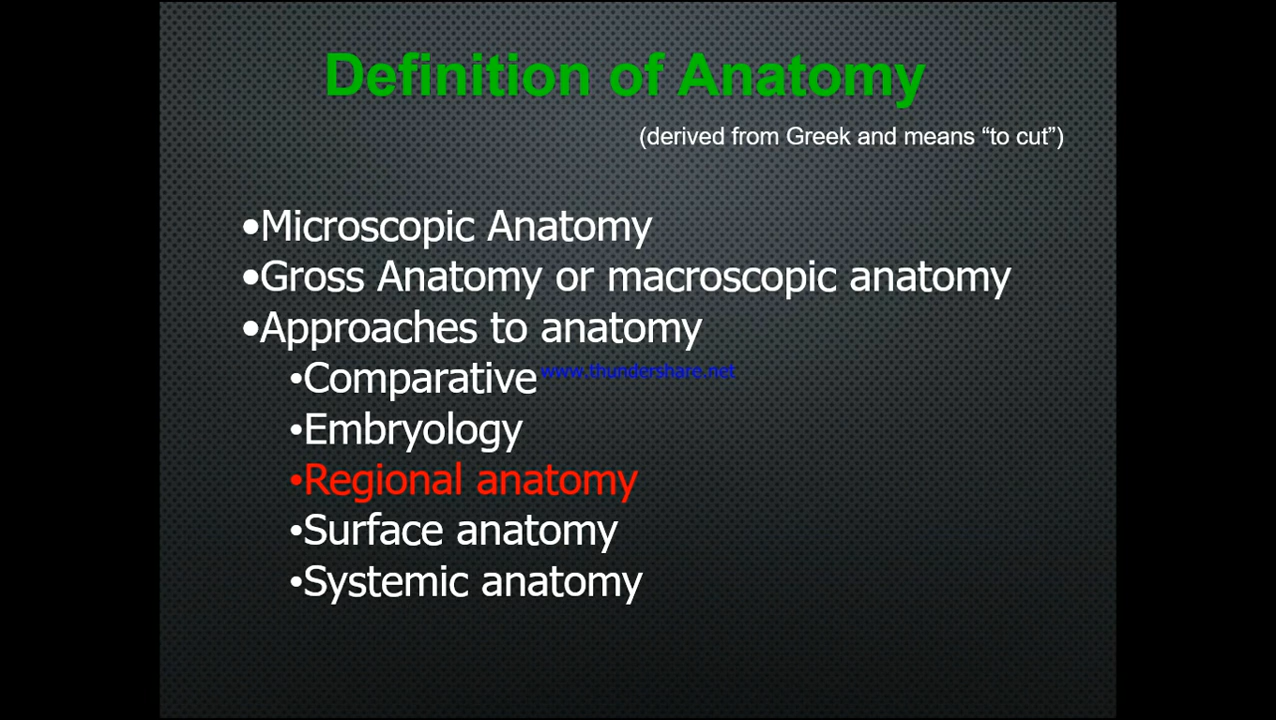 Definition of Anatomy
(derived from Greek and means “to cut”)
•Microscopic Anatomy
•Gross Anatomy or macroscopic anatomy
•Approaches to anatomy
•Comparative
www.thundershare.net
•Embryology
•Regional anatomy
•Surface anatomy
•Systemic anatomy